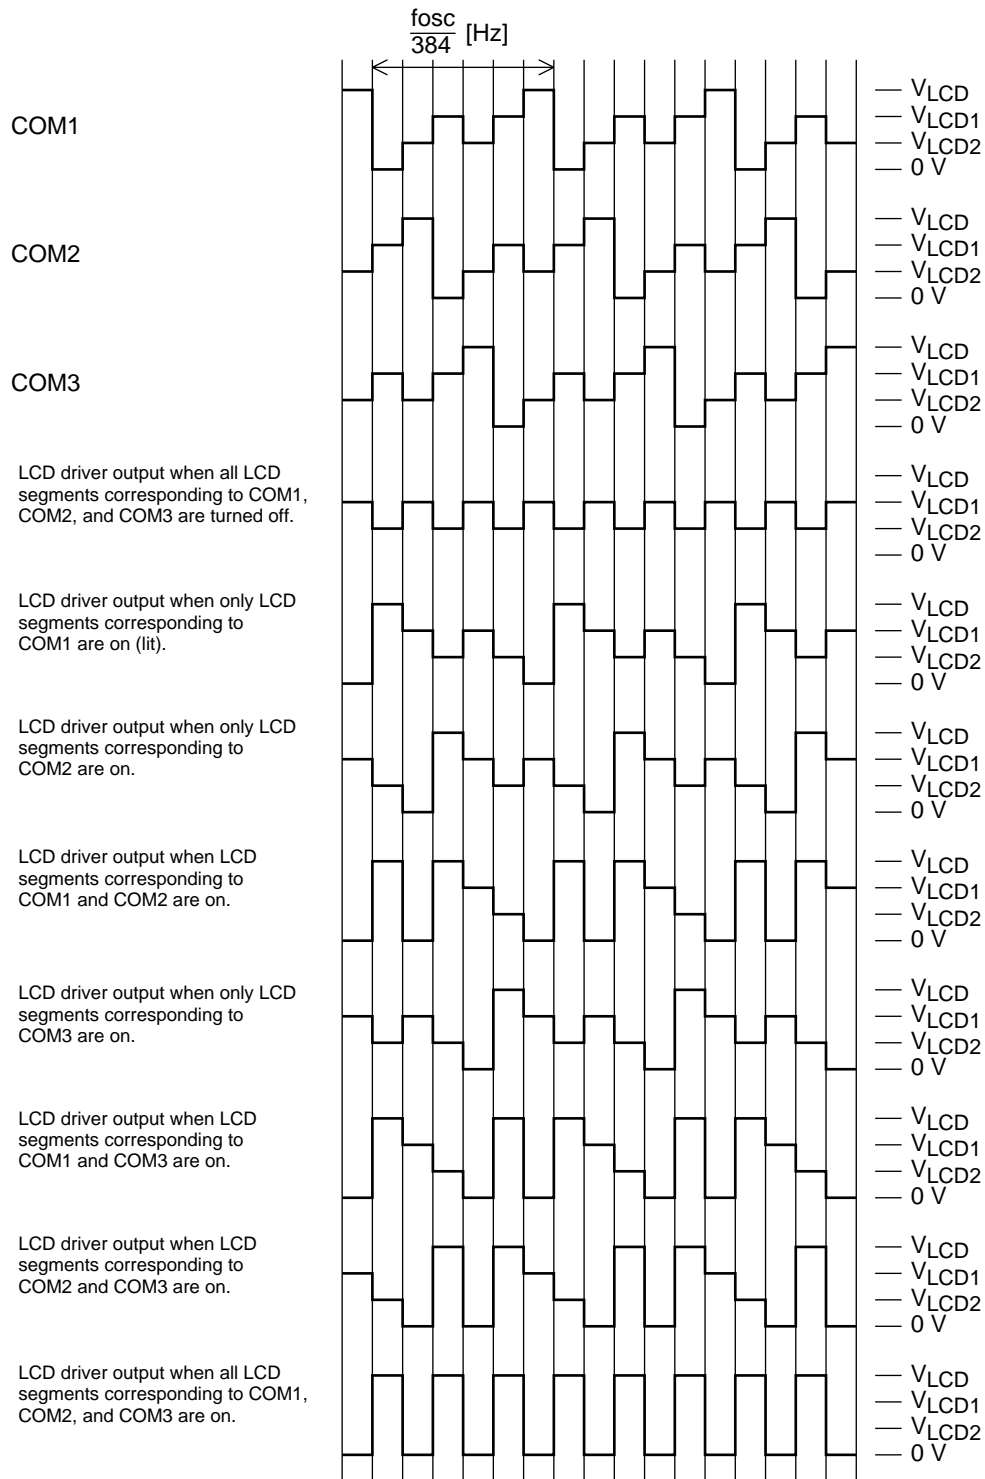 fosc
384 [Hz]
COM1
VLCD
VLCD1
VLCD2
0 V
COM2
VLCD
VLCD1
VLCD2
0 V
COM3
VLCD
VLCD1
VLCD2
0 V
LCD driver output when all LCD
segments corresponding to COM1,
COM2, and COM3 are turned off.
VLCD
VLCD1
VLCD2
0 V
LCD driver output when only LCD
segments corresponding to
COM1 are on (lit).
VLCD
VLCD1
VLCD2
0 V
LCD driver output when only LCD
segments corresponding to
COM2 are on.
VLCD
VLCD1
VLCD2
0 V
LCD driver output when LCD
segments corresponding to
COM1 and COM2 are on.
VLCD
VLCD1
VLCD2
0 V
LCD driver output when only LCD
segments corresponding to
COM3 are on.
VLCD
VLCD1
VLCD2
0 V
LCD driver output when LCD
segments corresponding to
COM1 and COM3 are on.
VLCD
VLCD1
VLCD2
0 V
LCD driver output when LCD
segments corresponding to
COM2 and COM3 are on.
VLCD
VLCD1
VLCD2
0 V
LCD driver output when all LCD
segments corresponding to COM1,
COM2, and COM3 are on.
VLCD
VLCD1
VLCD2
0 V